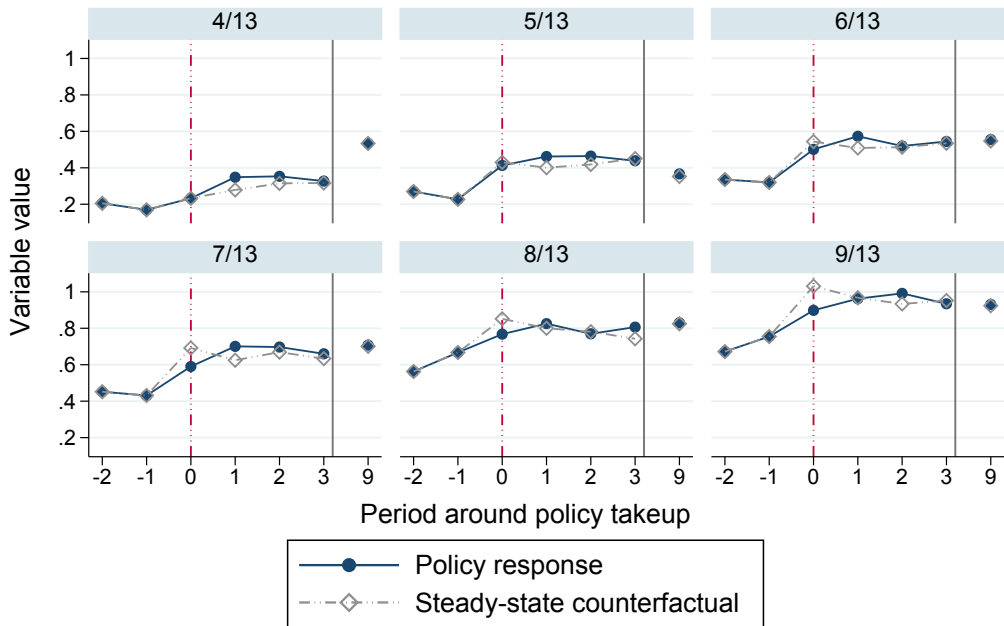 4/13 5/13 6/13
1
.8
.6
.4
.2
7/13 8/13 9/13
1
.8
.6
.4
.2
Variable value
-2 -1 0 1 2 3 9 -2 -1 0 1 2 3 9 -2 -1 0 1 2 3 9
Period around policy takeup
Policy response
Steady-state counterfactual